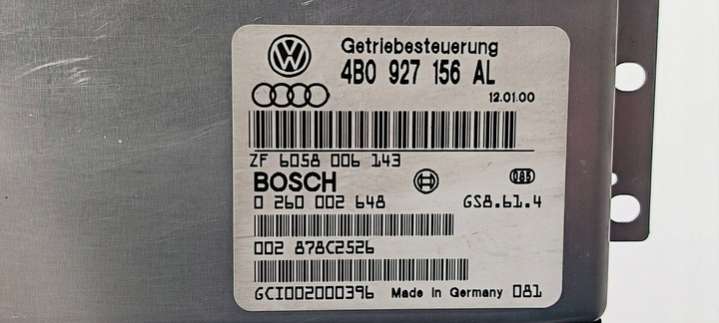 Getriebesteuerung
4B0 927 156 AL
12.01.00
ZF 6058 006 143
BOSCH
0 260 002 648 GS8.61.4
002 878C2526
GCI002000396 Made in Germany 081